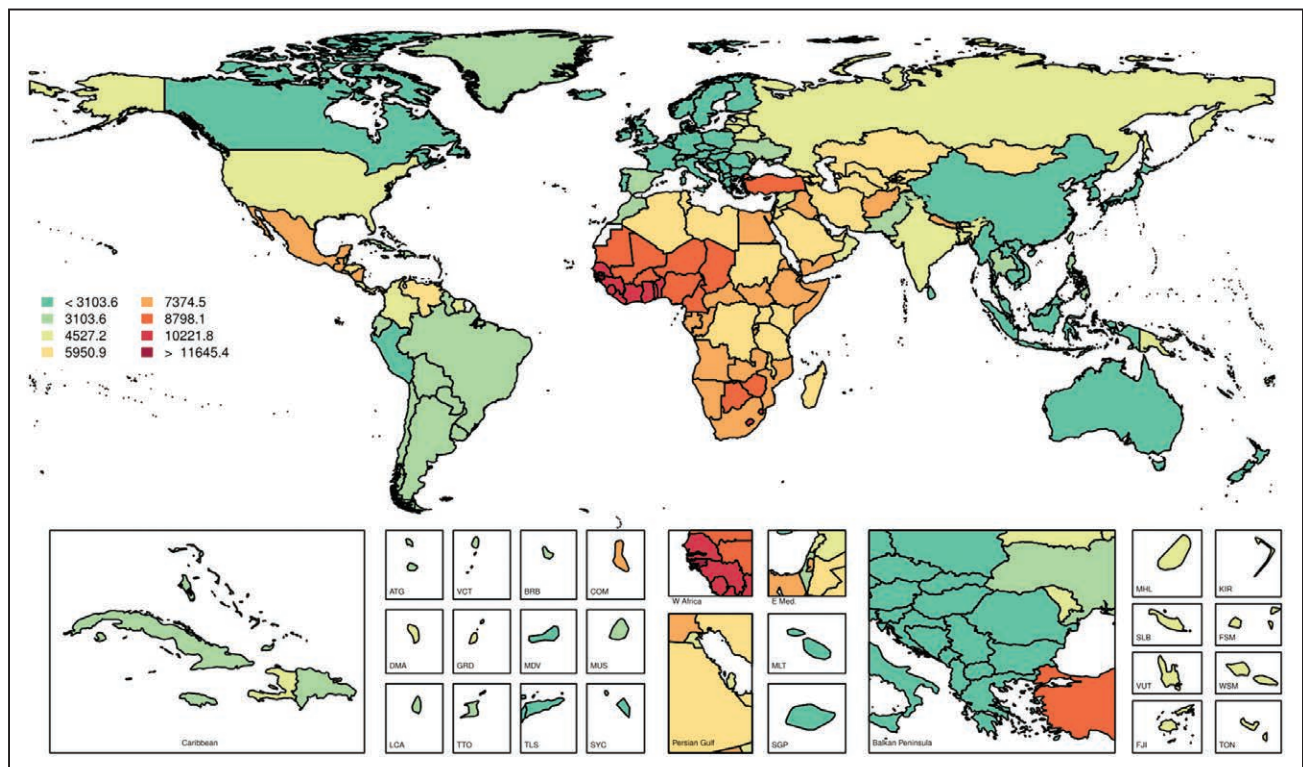 < 3103.6
3103.6
4527.2
5950.9
7374.5
8798.1
10221.8
> 11645.4
Caribbean
ATG
VCT
BRB
COM
DMA
GRD
MDV
MUS
LCA
TTO
TLS
SYC
W Africa
E Med.
Persian Gulf
MLT
SGP
Balkan Peninsula
MHL
KIR
SLB
FSM
VUT
WSM
FJI
TON